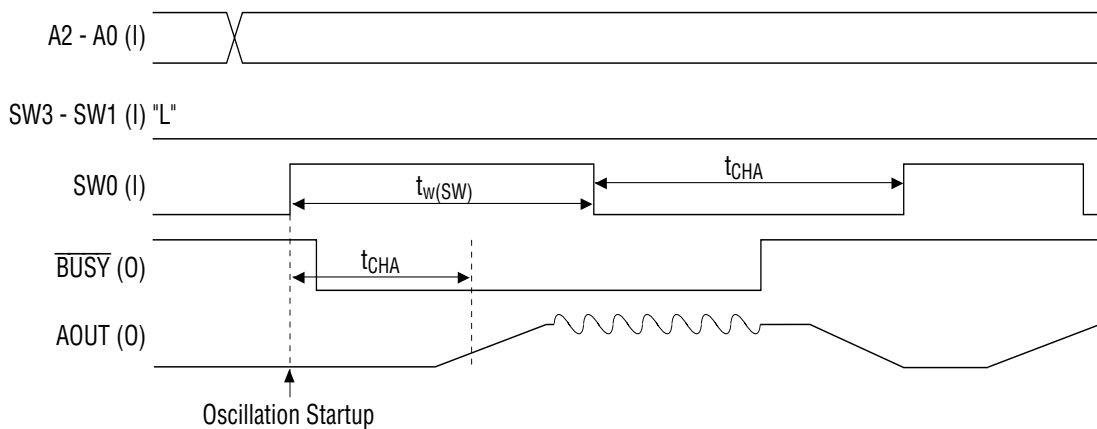 A2 - A0 (I)
SW3 - SW1 (I) "L"
SW0 (I)
tw(SW)
tCHA
BUSY (O)
tCHA
AOUT (O)
Oscillation Startup